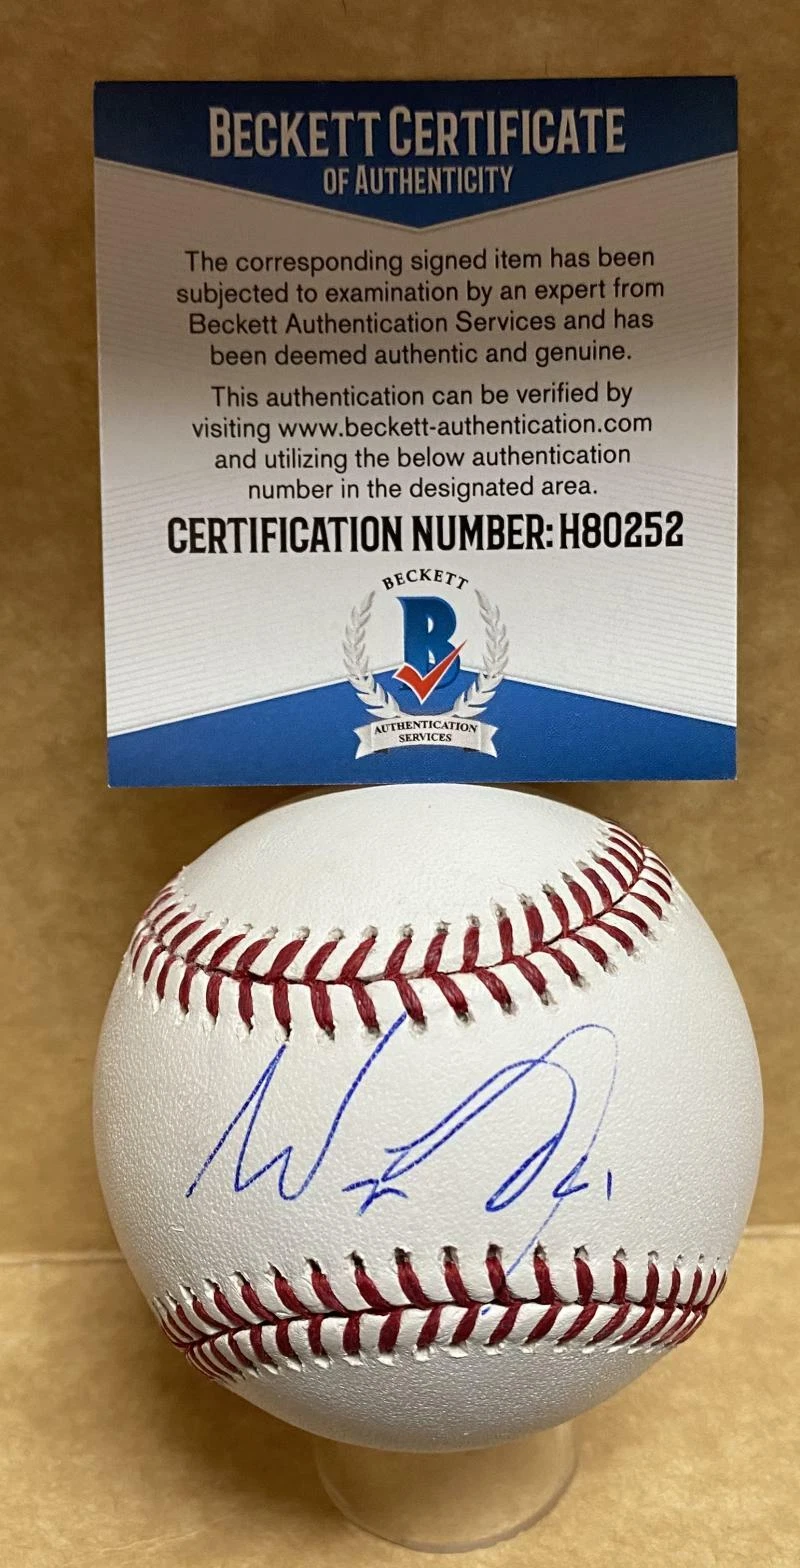 BECKETT CERTIFICATE
OF AUTHENTICITY
The corresponding signed item has been
subjected to examination by an expert from
Beckett Authentication Services and has
been deemed authentic and genuine.
This authentication can be verified by
visiting www.beckett-authentication.com
and utilizing the below authentication
number in the designated area.
CERTIFICATION NUMBER: H80252
BECKETT
B
AUTHENTICATION
SERVICES